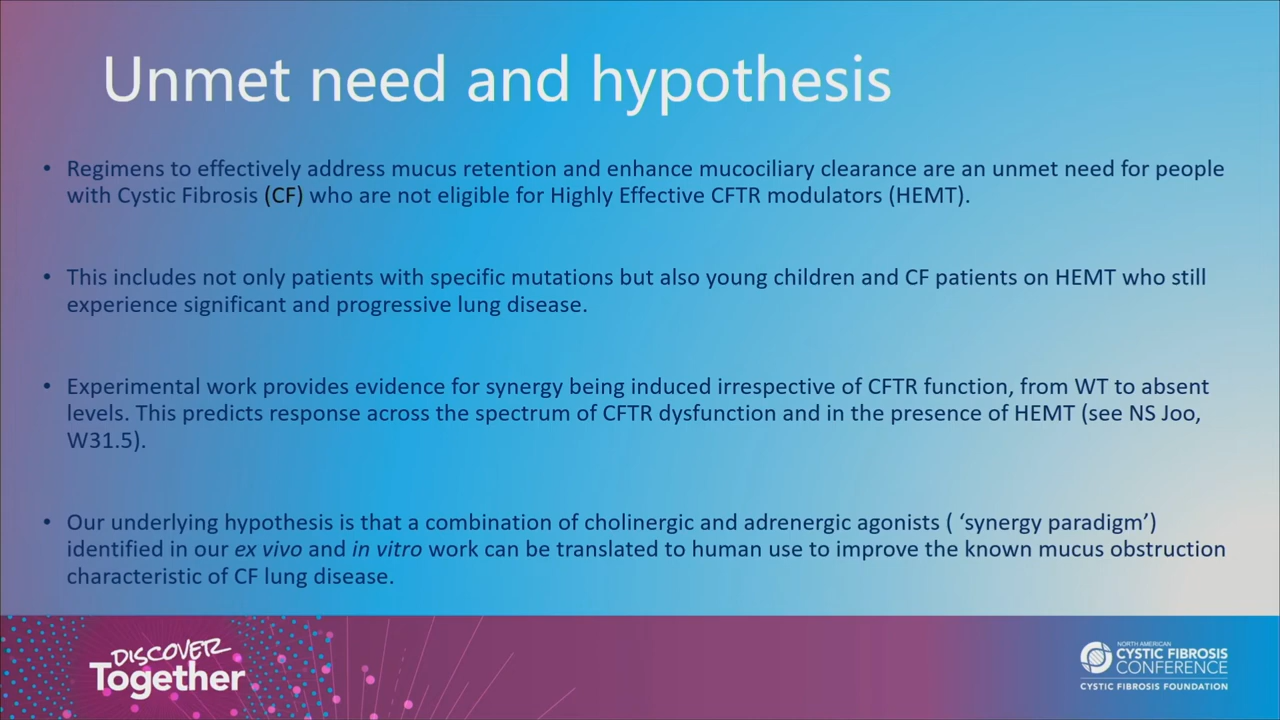 Unmet need and hypothesis
• Regimens to effectively address mucus retention and enhance mucociliary clearance are an unmet need for people
with Cystic Fibrosis (CF) who are not eligible for Highly Effective CFTR modulators (HEMT).
• This includes not only patients with specific mutations but also young children and CF patients on HEMT who still
experience significant and progressive lung disease.
• Experimental work provides evidence for synergy being induced irrespective of CFTR function, from WT to absent
levels. This predicts response across the spectrum of CFTR dysfunction and in the presence of HEMT (see NS Joo,
W31.5).
• Our underlying hypothesis is that a combination of cholinergic and adrenergic agonists ( ‘synergy paradigm’)
identified in our ex vivo and in vitro work can be translated to human use to improve the known mucus obstruction
characteristic of CF lung disease.
DISCOVER
Together
NORTH AMERICAN
CYSTIC FIBROSIS
CONFERENCE
CYSTIC FIBROSIS FOUNDATION